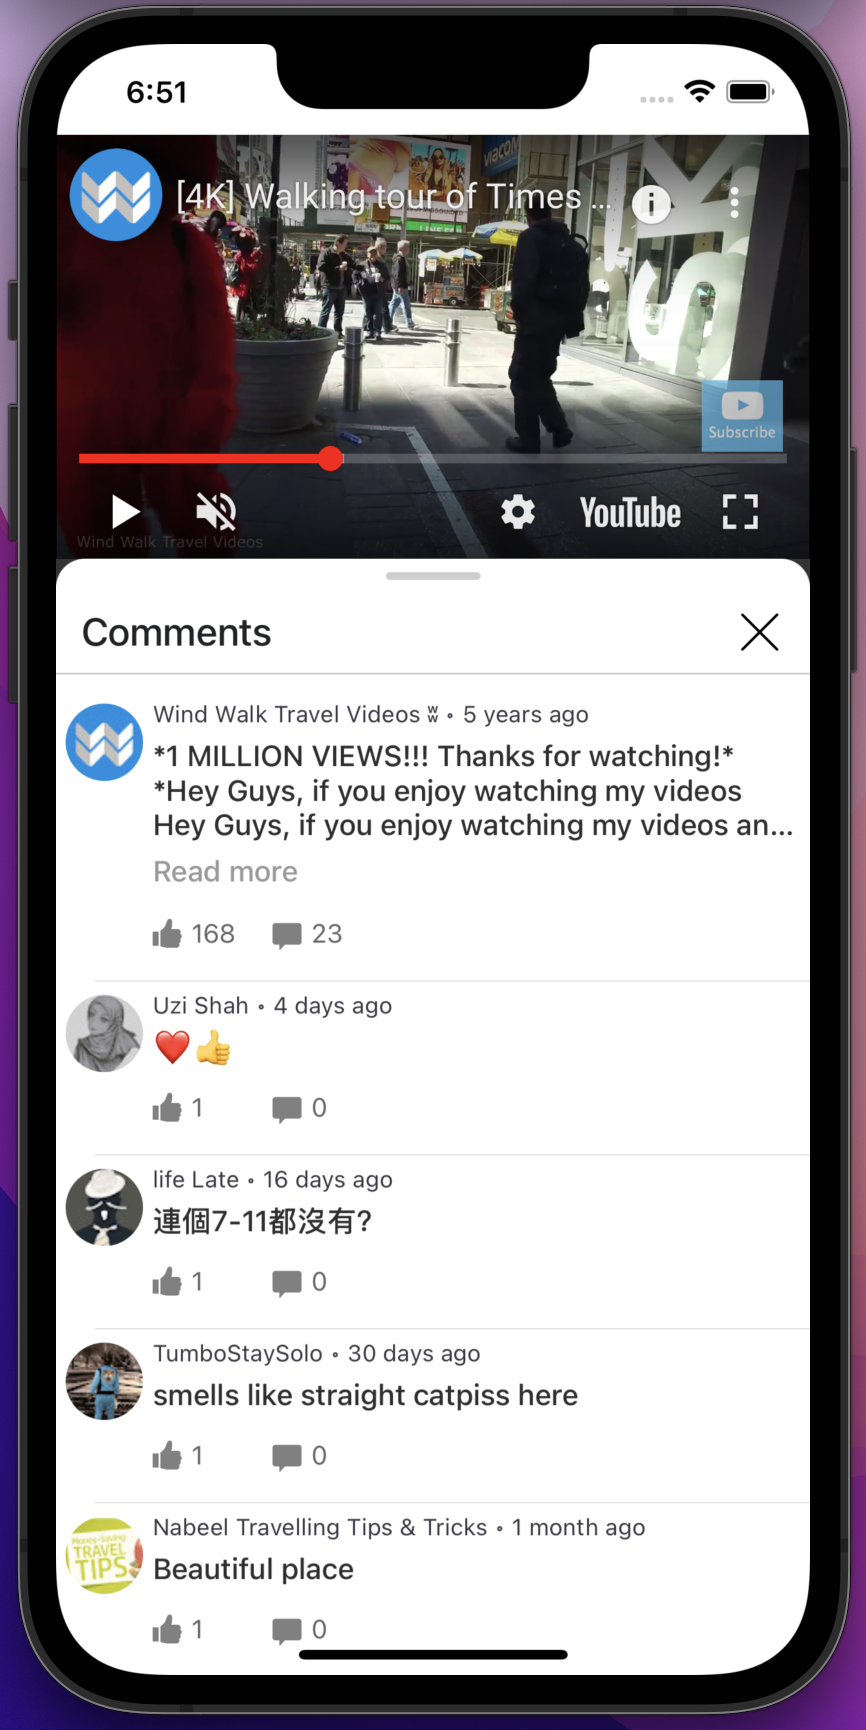 6:51
viacom
[4K] Walking tour of Times ...
Subscribe
YouTube
Wind Walk Travel Videos
Comments
Wind Walk Travel Videos ʬ • 5 years ago
*1 MILLION VIEWS!!! Thanks for watching!*
*Hey Guys, if you enjoy watching my videos
Hey Guys, if you enjoy watching my videos an...
Read more
168 23
Uzi Shah • 4 days ago
❤️👍
1 0
life Late • 16 days ago
連個7-11都沒有?
1 0
TumboStaySolo • 30 days ago
smells like straight catpiss here
1 0
Nabeel Travelling Tips & Tricks • 1 month ago
Money-Saving
TRAVEL
TIPS
Beautiful place
1 0